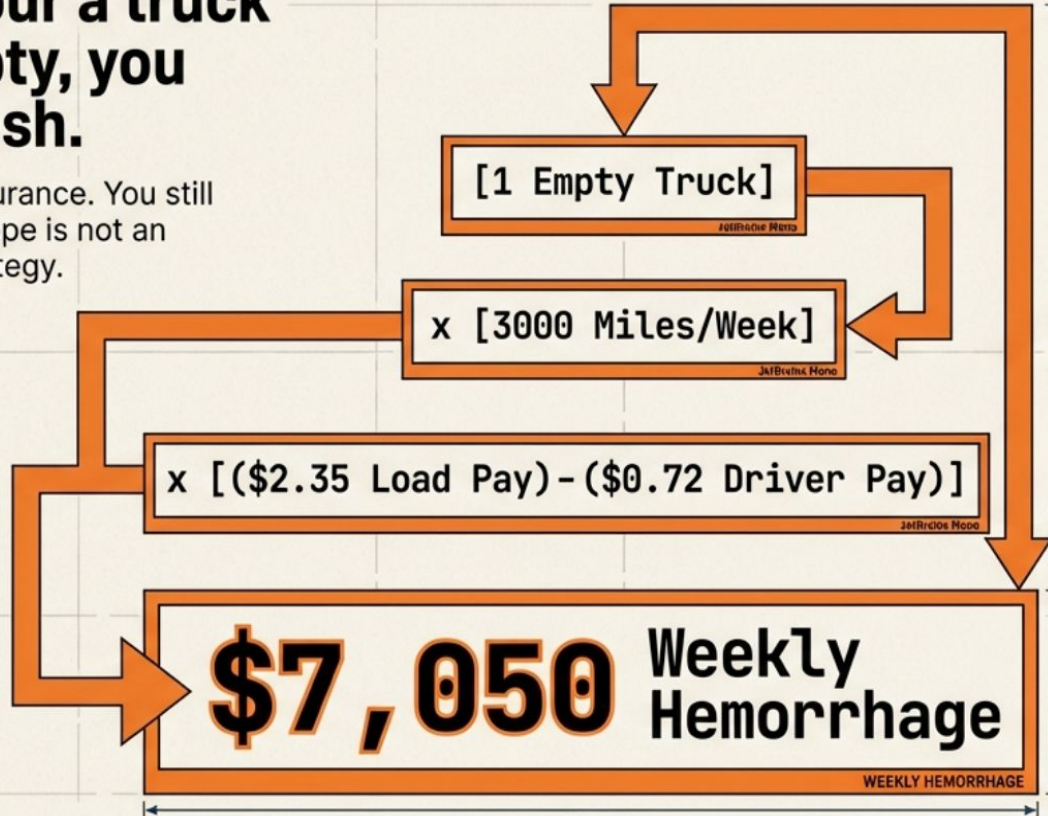 our a truck
pty, you
sh.
urance. You still
pe is not an
tegy.
[1 Empty Truck]
x [3000 Miles/Week]
x [($2.35 Load Pay)-($0.72 Driver Pay)]
$7,050 Weekly
Hemorrhage
WEEKLY HEMORRHAGE